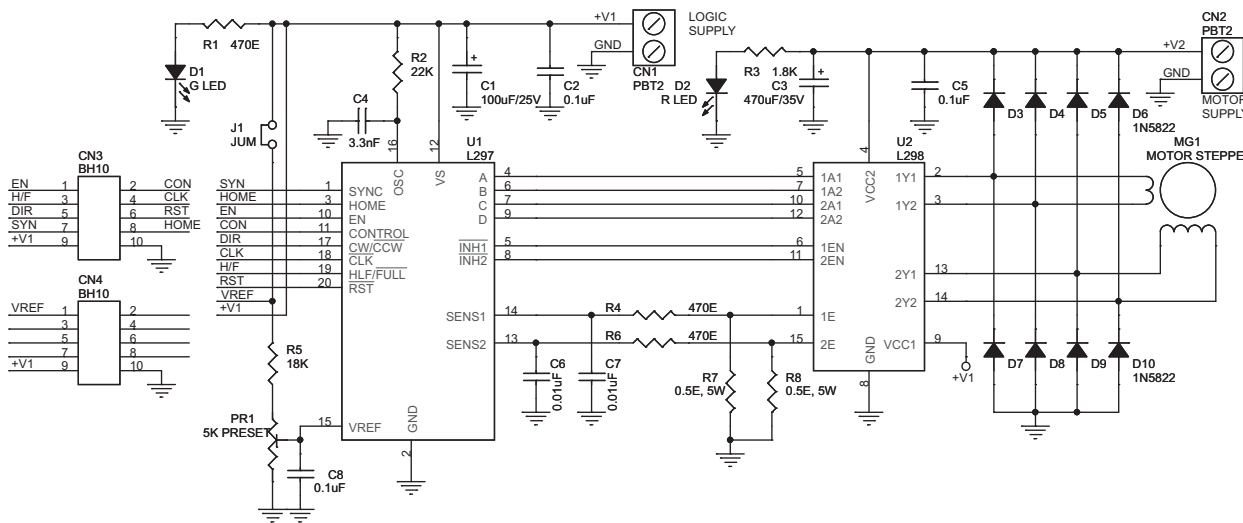 +V1
LOGIC
SUPPLY
GND
CN1
PBT2
R1 470E
D1
G LED
R2
22K
C1
100uF/25V
C2
0.1uF
C4
3.3nF
J1
JUM
D2
R LED
R3 1.8K
C3
470uF/35V
C5
0.1uF
+V2
CN2
PBT2
GND
MOTOR
SUPPLY
D3
D4
D5
D6
1N5822
MG1
MOTOR STEPPE
CN3
BH10
EN 1 2 CON
H/F 3 4 CLK
DIR 5 6 RST
SYN 7 8 HOME
+V1 9 10
CN4
BH10
VREF 1 2
3 4
5 6
7 8
+V1 9 10
SYN
HOME
EN
CON
DIR
CLK
H/F
RST
VREF
+V1
R5
18K
PR1
5K PRESET
C8
0.1uF
U1
L297
16 OSC
12 VS
1 SYNC
3 HOME
10 EN
11 CONTROL
17 CW/CCW
18 CLK
19 HLF/FULL
20 RST
15 VREF
GND 2
A 4
B 6
C 7
D 9
INH1 5
INH2 8
SENS1 14
SENS2 13
R4 470E
R6 470E
C6
0.01uF
C7
0.01uF
R7
0.5E, 5W
R8
0.5E, 5W
U2
L298
4 VCC2
5 1A1
7 1A2
10 2A1
12 2A2
6 1EN
11 2EN
1 1E
15 2E
GND 8
1Y1 2
1Y2 3
2Y1 13
2Y2 14
VCC1 9
+V1
D7
D8
D9
D10
1N5822